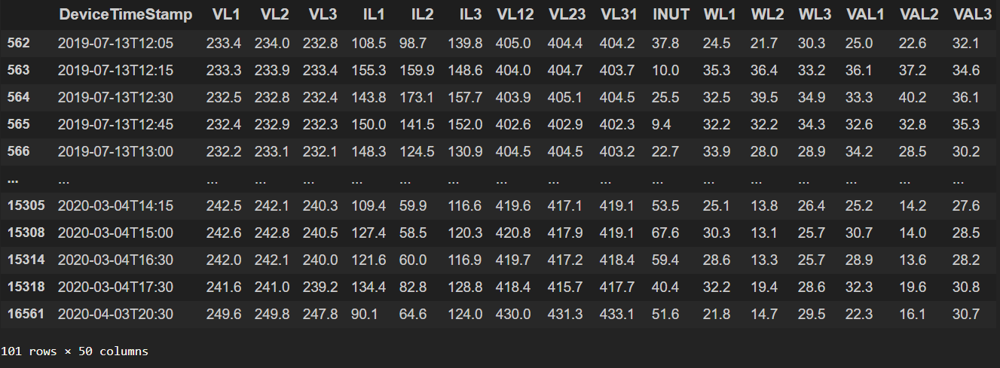 DeviceTimeStamp VL1 VL2 VL3 IL1 IL2 IL3 VL12 VL23 VL31 INUT WL1 WL2 WL3 VAL1 VAL2 VAL3
562 2019-07-13T12:05 233.4 234.0 232.8 108.5 98.7 139.8 405.0 404.4 404.2 37.8 24.5 21.7 30.3 25.0 22.6 32.1
563 2019-07-13T12:15 233.3 233.9 233.4 155.3 159.9 148.6 404.0 404.7 403.7 10.0 35.3 36.4 33.2 36.1 37.2 34.6
564 2019-07-13T12:30 232.5 232.8 232.4 143.8 173.1 157.7 403.9 405.1 404.5 25.5 32.5 39.5 34.9 33.3 40.2 36.1
565 2019-07-13T12:45 232.4 232.9 232.3 150.0 141.5 152.0 402.6 402.9 402.3 9.4 32.2 32.2 34.3 32.6 32.8 35.3
566 2019-07-13T13:00 232.2 233.1 232.1 148.3 124.5 130.9 404.5 404.5 403.2 22.7 33.9 28.0 28.9 34.2 28.5 30.2
... ... ... ... ... ... ... ... ... ... ... ... ... ... ... ... ... ...
15305 2020-03-04T14:15 242.5 242.1 240.3 109.4 59.9 116.6 419.6 417.1 419.1 53.5 25.1 13.8 26.4 25.2 14.2 27.6
15308 2020-03-04T15:00 242.6 242.8 240.5 127.4 58.5 120.3 420.8 417.9 419.1 67.6 30.3 13.1 25.7 30.7 14.0 28.5
15314 2020-03-04T16:30 242.0 242.1 240.0 121.6 60.0 116.9 419.7 417.2 418.4 59.4 28.6 13.3 25.7 28.9 13.6 28.2
15318 2020-03-04T17:30 241.6 241.0 239.2 134.4 82.8 128.8 418.4 415.7 417.7 40.4 32.2 19.4 28.6 32.3 19.6 30.8
16561 2020-04-03T20:30 249.6 249.8 247.8 90.1 64.6 124.0 430.0 431.3 433.1 51.6 21.8 14.7 29.5 22.3 16.1 30.7
101 rows × 50 columns